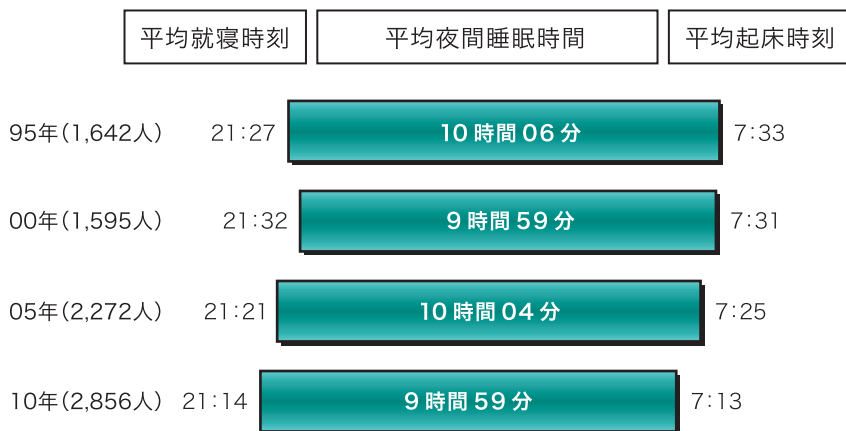 平均就寝時刻 平均夜間睡眠時間 平均起床時刻
95年(1,642人) 21:27 10時間06分 7:33
00年(1,595人) 21:32 9時間59分 7:31
05年(2,272人) 21:21 10時間04分 7:25
10年(2,856人) 21:14 9時間59分 7:13